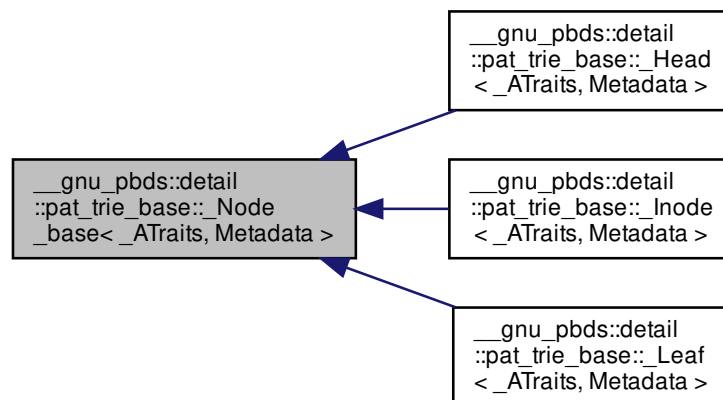 __gnu_pbds::detail
::pat_trie_base::_Head
< _ATraits, Metadata >
__gnu_pbds::detail
::pat_trie_base::_Node
_base< _ATraits, Metadata >
__gnu_pbds::detail
::pat_trie_base::_Inode
< _ATraits, Metadata >
__gnu_pbds::detail
::pat_trie_base::_Leaf
< _ATraits, Metadata >